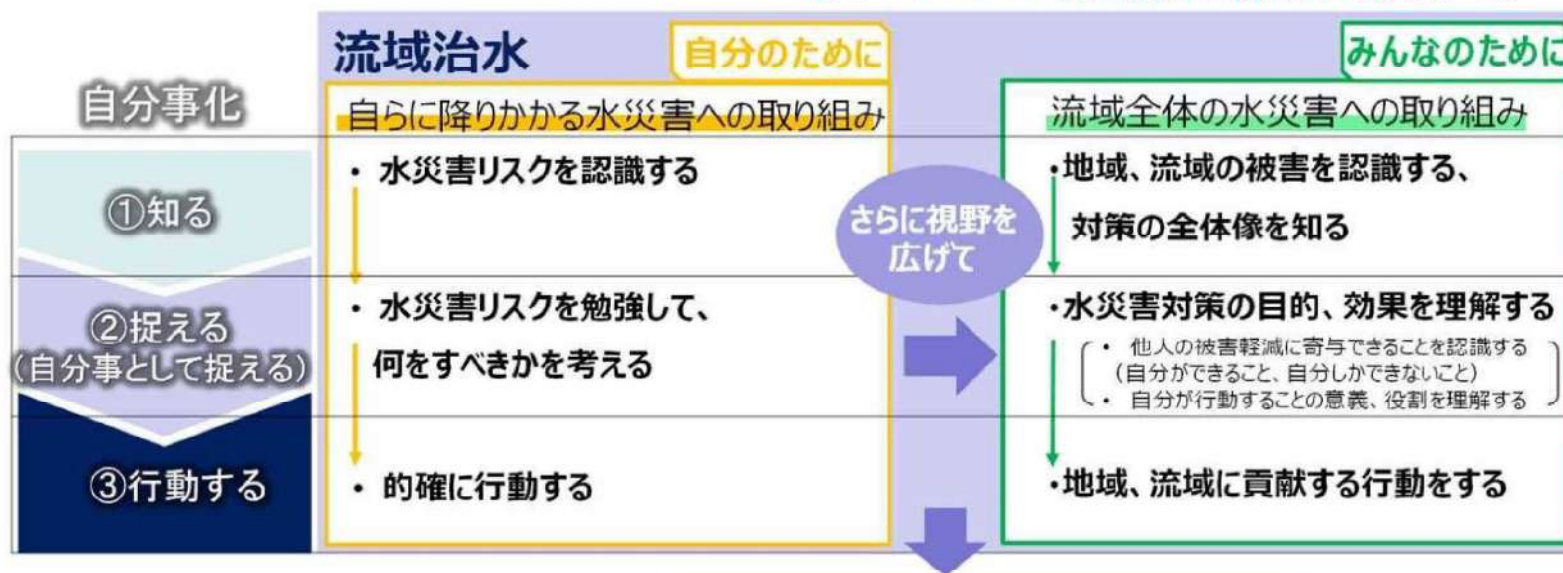 流域治水
自分のために
みんなのために
自分事化
自らに降りかかる水災害への取り組み
流域全体の水災害への取り組み
①知る
・ 水災害リスクを認識する
さらに視野を
広げて
・地域、流域の被害を認識する、
対策の全体像を知る
②捉える
(自分事として捉える)
・ 水災害リスクを勉強して、
何をすべきかを考える
・水災害対策の目的、効果を理解する
・ 他人の被害軽減に寄与できることを認識する
(自分ができること、自分しかできないこと)
・ 自分が行動することの意義、役割を理解する
③行動する
・ 的確に行動する
・地域、流域に貢献する行動をする